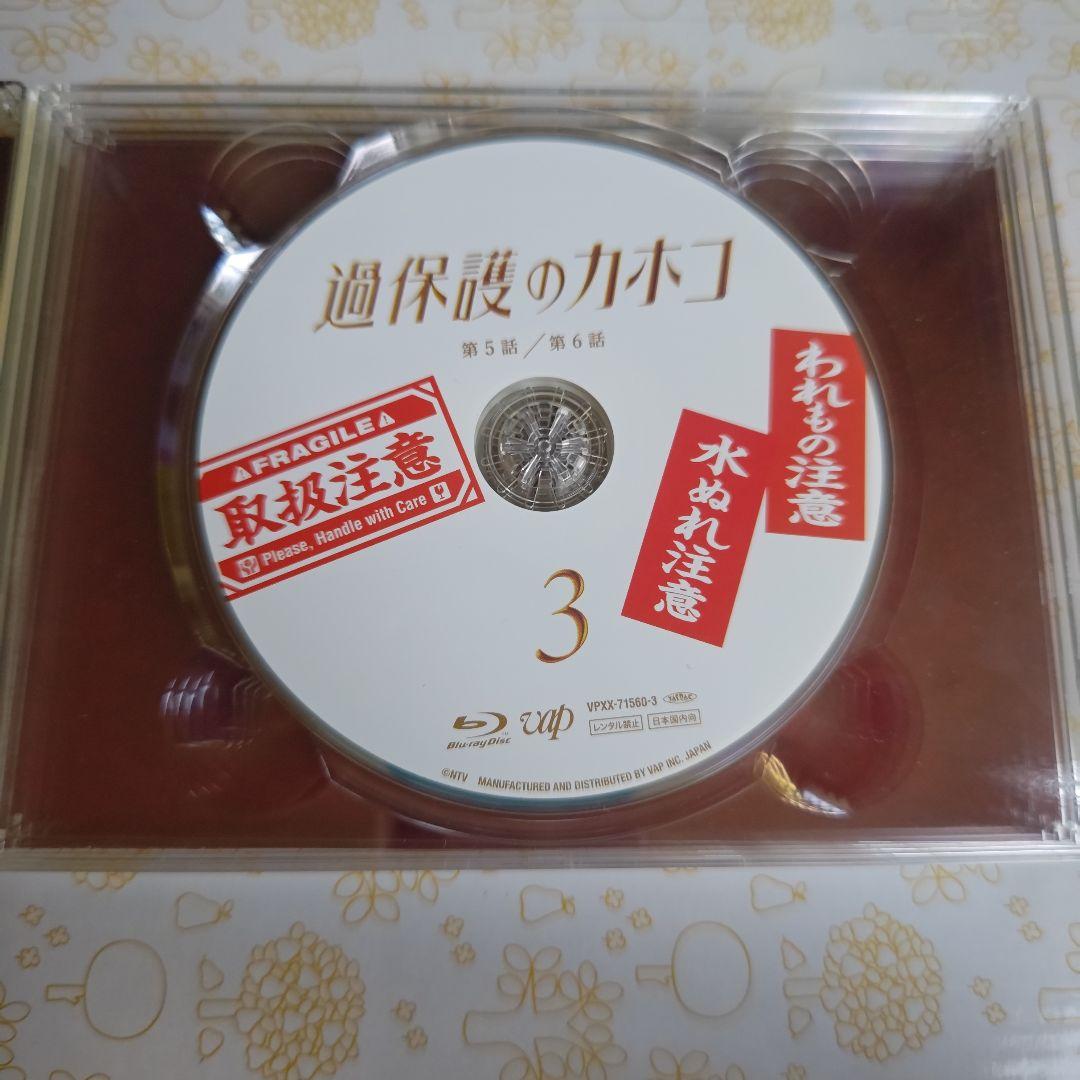 過保護のカホコ
第5話／第6話
FRAGILE
取扱注意
Please, Handle with Care
われもの注意
水ぬれ注意
3
Blu-ray Disc
vap
VPXX-71560-3
レンタル禁止
日本国内向
©NTV MANUFACTURED AND DISTRIBUTED BY VAP INC. JAPAN